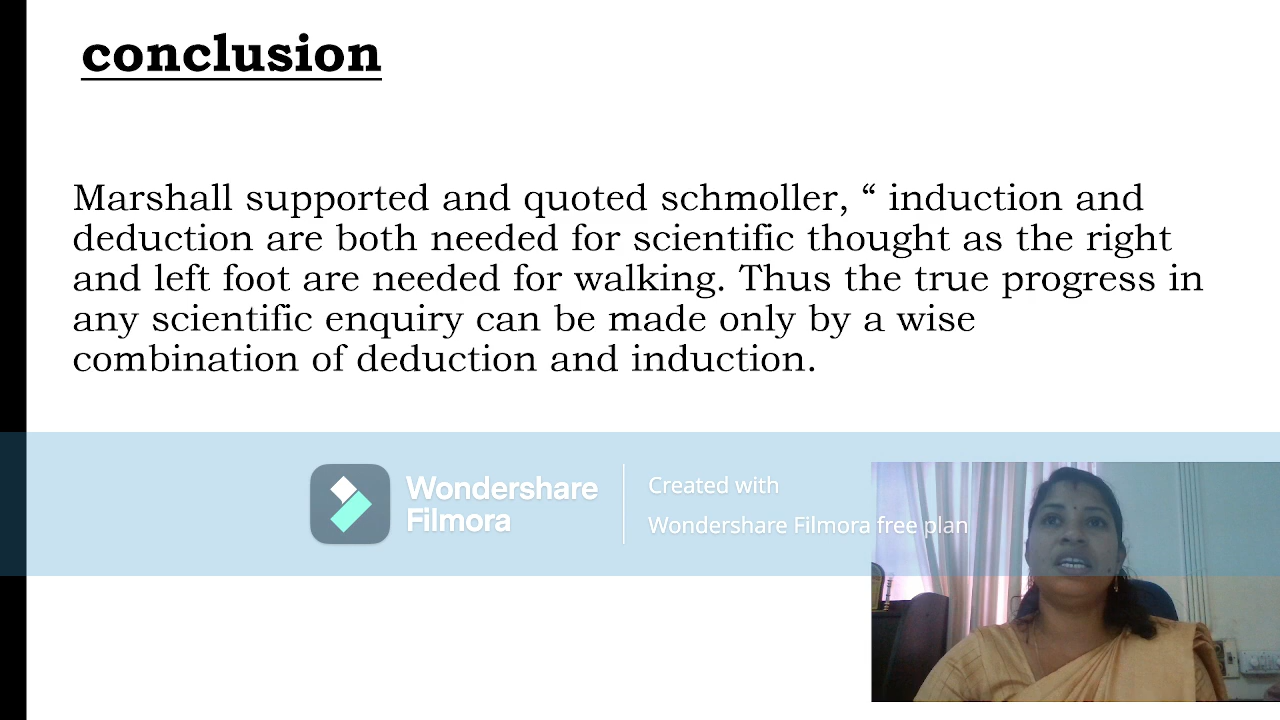 conclusion
Marshall supported and quoted schmoller, “ induction and
deduction are both needed for scientific thought as the right
and left foot are needed for walking. Thus the true progress in
any scientific enquiry can be made only by a wise
combination of deduction and induction.
Wondershare
Filmora
Created with
Wondershare Filmora free plan